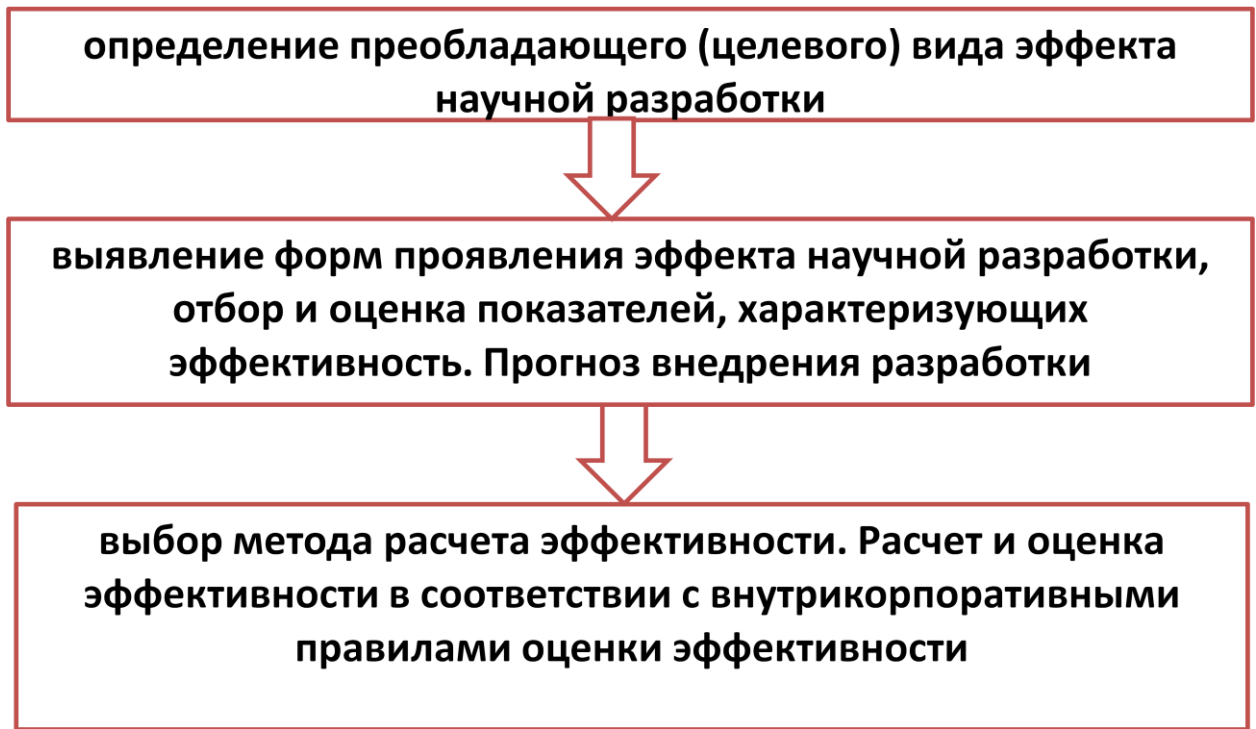 определение преобладающего (целевого) вида эффекта
научной разработки
выявление форм проявления эффекта научной разработки,
отбор и оценка показателей, характеризующих
эффективность. Прогноз внедрения разработки
выбор метода расчета эффективности. Расчет и оценка
эффективности в соответствии с внутрикорпоративными
правилами оценки эффективности